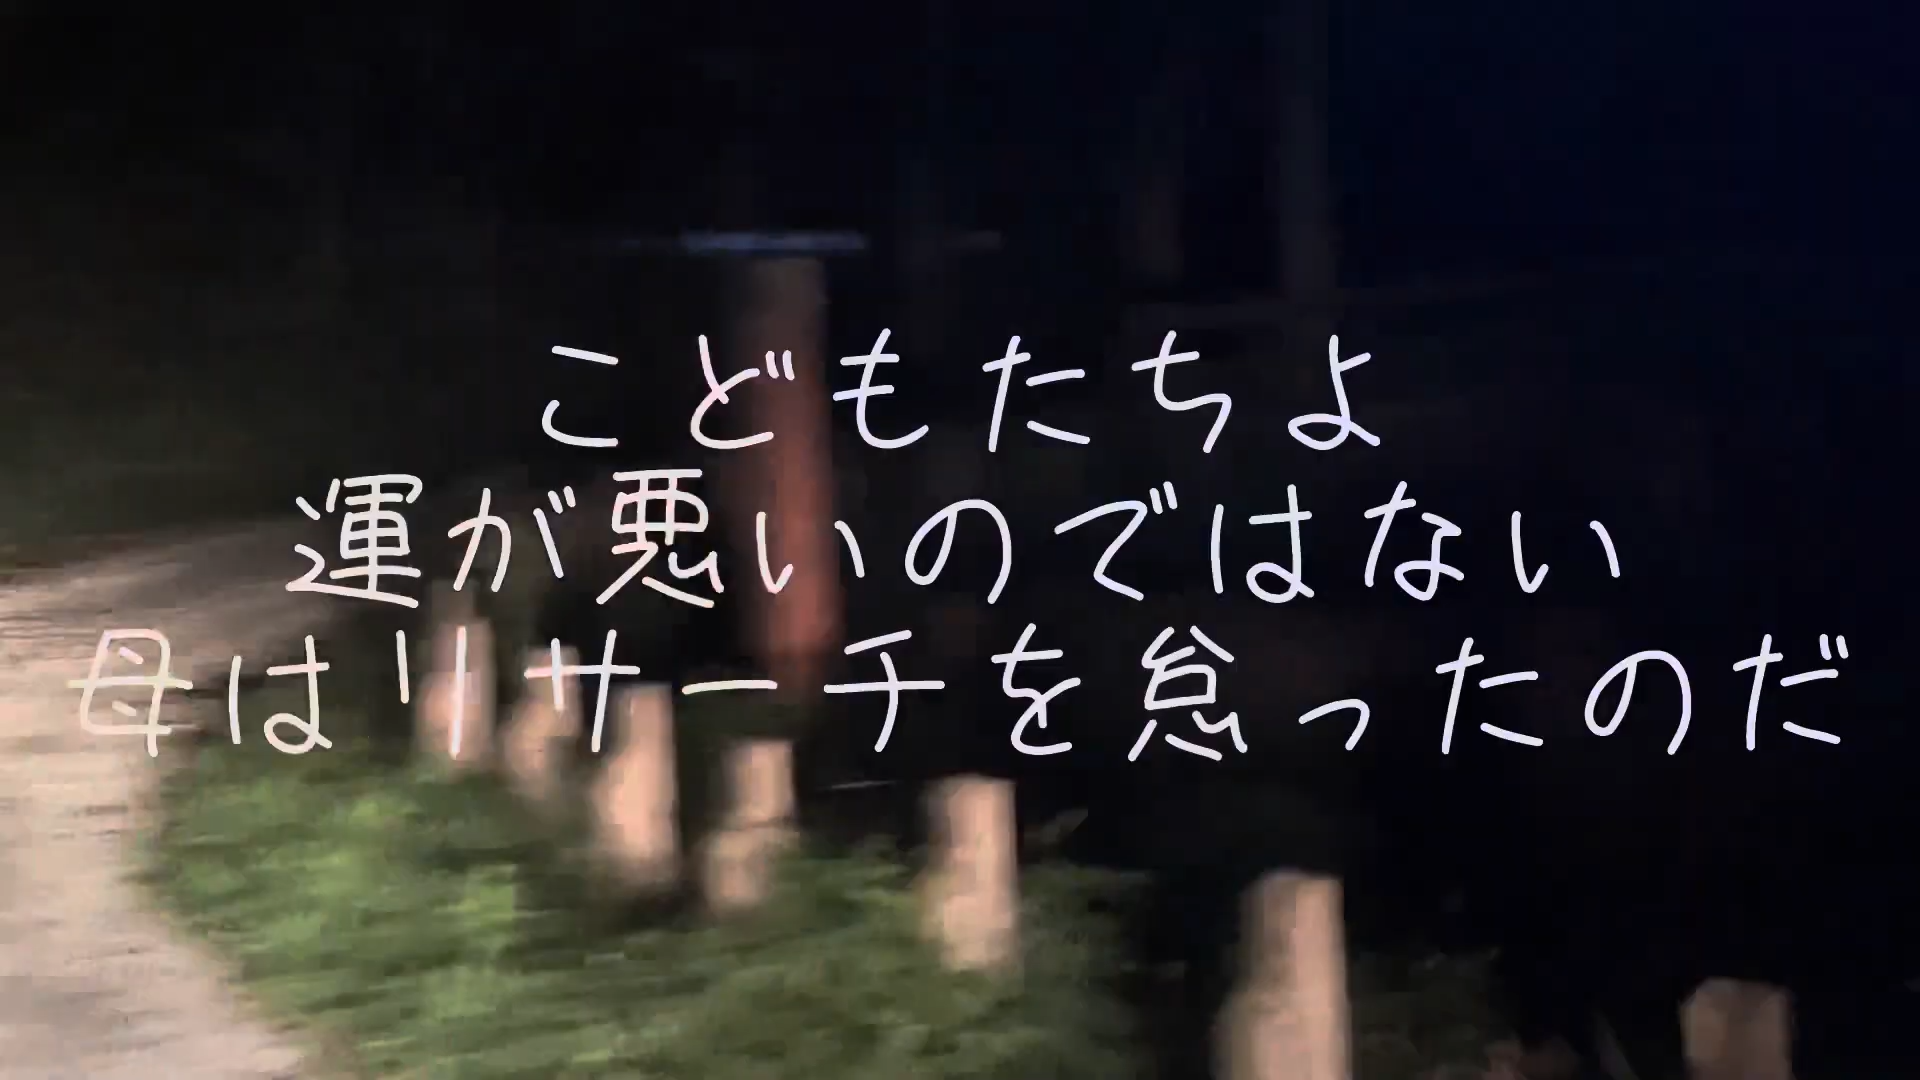 こどもたちよ
運が悪いのではない
母はリサーチを怠ったのだ